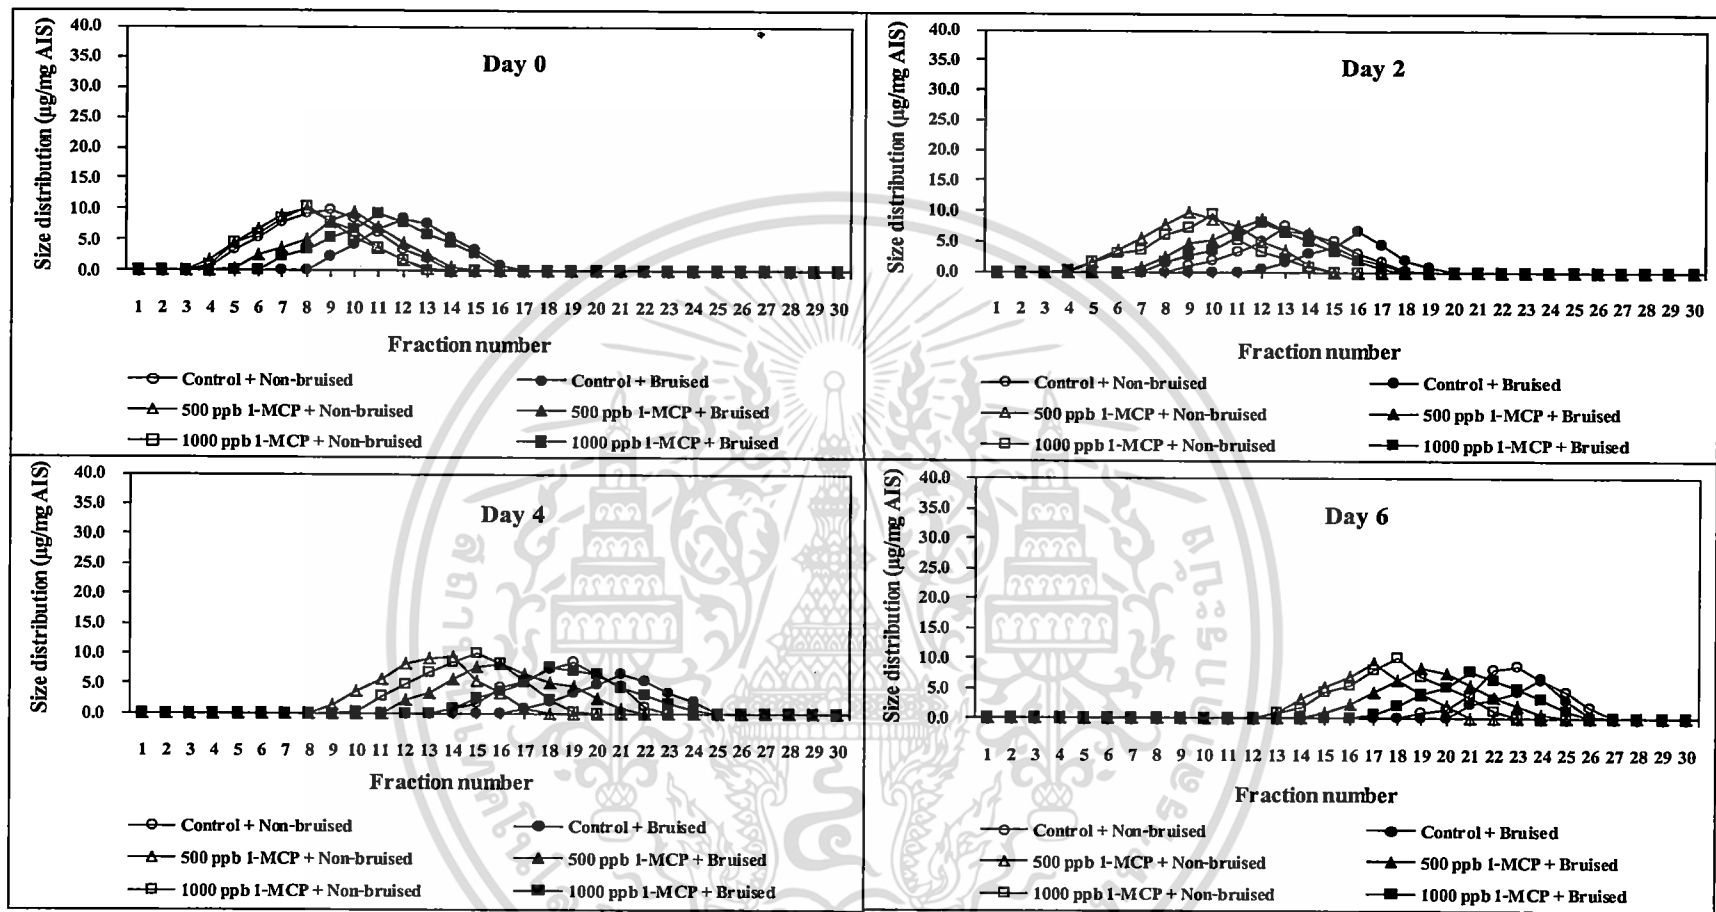 Day 0
Size distribution (µg/mg AIS)
40.0
35.0
30.0
25.0
20.0
15.0
10.0
5.0
0.0
1 2 3 4 5 6 7 8 9 10 11 12 13 14 15 16 17 18 19 20 21 22 23 24 25 26 27 28 29 30
Fraction number
Control + Non-bruised
Control + Bruised
500 ppb 1-MCP + Non-bruised
500 ppb 1-MCP + Bruised
1000 ppb 1-MCP + Non-bruised
1000 ppb 1-MCP + Bruised
Day 2
Size distribution (µg/mg AIS)
40.0
35.0
30.0
25.0
20.0
15.0
10.0
5.0
0.0
1 2 3 4 5 6 7 8 9 10 11 12 13 14 15 16 17 18 19 20 21 22 23 24 25 26 27 28 29 30
Fraction number
Control + Non-bruised
Control + Bruised
500 ppb 1-MCP + Non-bruised
500 ppb 1-MCP + Bruised
1000 ppb 1-MCP + Non-bruised
1000 ppb 1-MCP + Bruised
Day 4
Size distribution (µg/mg AIS)
40.0
35.0
30.0
25.0
20.0
15.0
10.0
5.0
0.0
1 2 3 4 5 6 7 8 9 10 11 12 13 14 15 16 17 18 19 20 21 22 23 24 25 26 27 28 29 30
Fraction number
Control + Non-bruised
Control + Bruised
500 ppb 1-MCP + Non-bruised
500 ppb 1-MCP + Bruised
1000 ppb 1-MCP + Non-bruised
1000 ppb 1-MCP + Bruised
Day 6
Size distribution (µg/mg AIS)
40.0
35.0
30.0
25.0
20.0
15.0
10.0
5.0
0.0
1 2 3 4 5 6 7 8 9 10 11 12 13 14 15 16 17 18 19 20 21 22 23 24 25 26 27 28 29 30
Fraction number
Control + Non-bruised
Control + Bruised
500 ppb 1-MCP + Non-bruised
500 ppb 1-MCP + Bruised
1000 ppb 1-MCP + Non-bruised
1000 ppb 1-MCP + Bruised